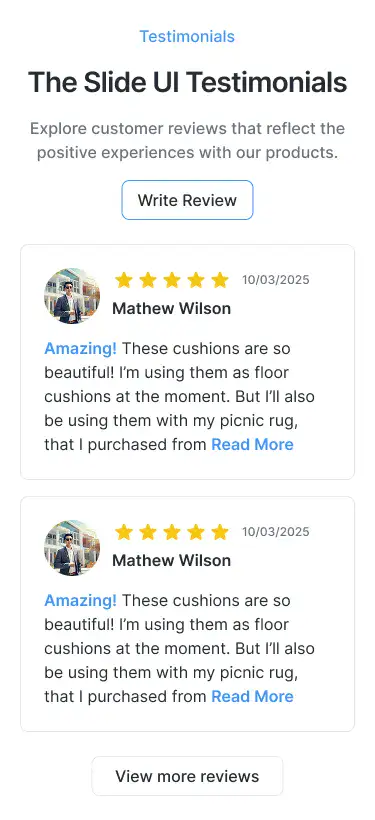 Testimonials
The Slide UI Testimonials
Explore customer reviews that reflect the
positive experiences with our products.
Write Review
10/03/2025
Mathew Wilson
Amazing! These cushions are so
beautiful! I’m using them as floor
cushions at the moment. But I’ll also
be using them with my picnic rug,
that I purchased from Read More
10/03/2025
Mathew Wilson
Amazing! These cushions are so
beautiful! I’m using them as floor
cushions at the moment. But I’ll also
be using them with my picnic rug,
that I purchased from Read More
View more reviews